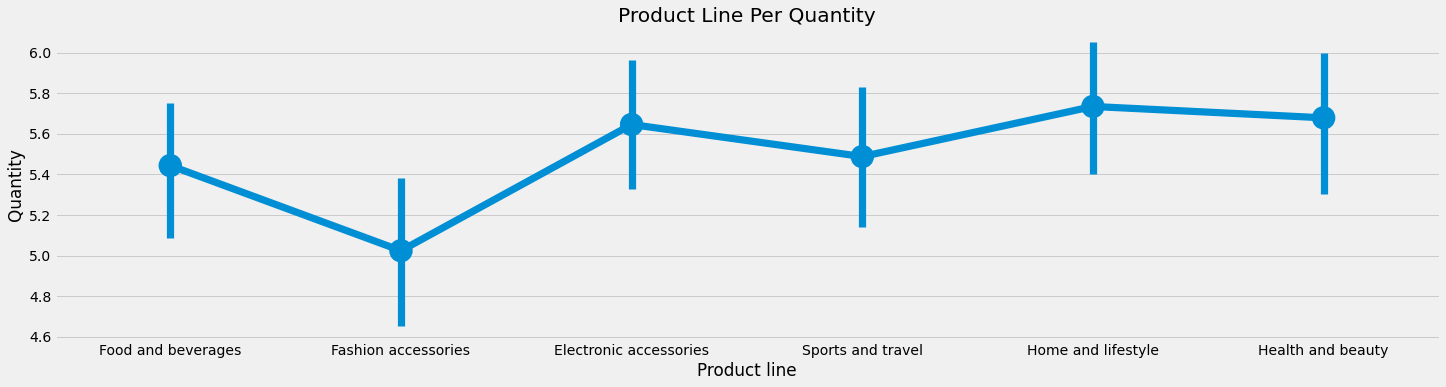 Product Line Per Quantity
Quantity
6.0
5.8
5.6
5.4
5.2
5.0
4.8
4.6
Food and beverages Fashion accessories Electronic accessories Sports and travel Home and lifestyle Health and beauty
Product line